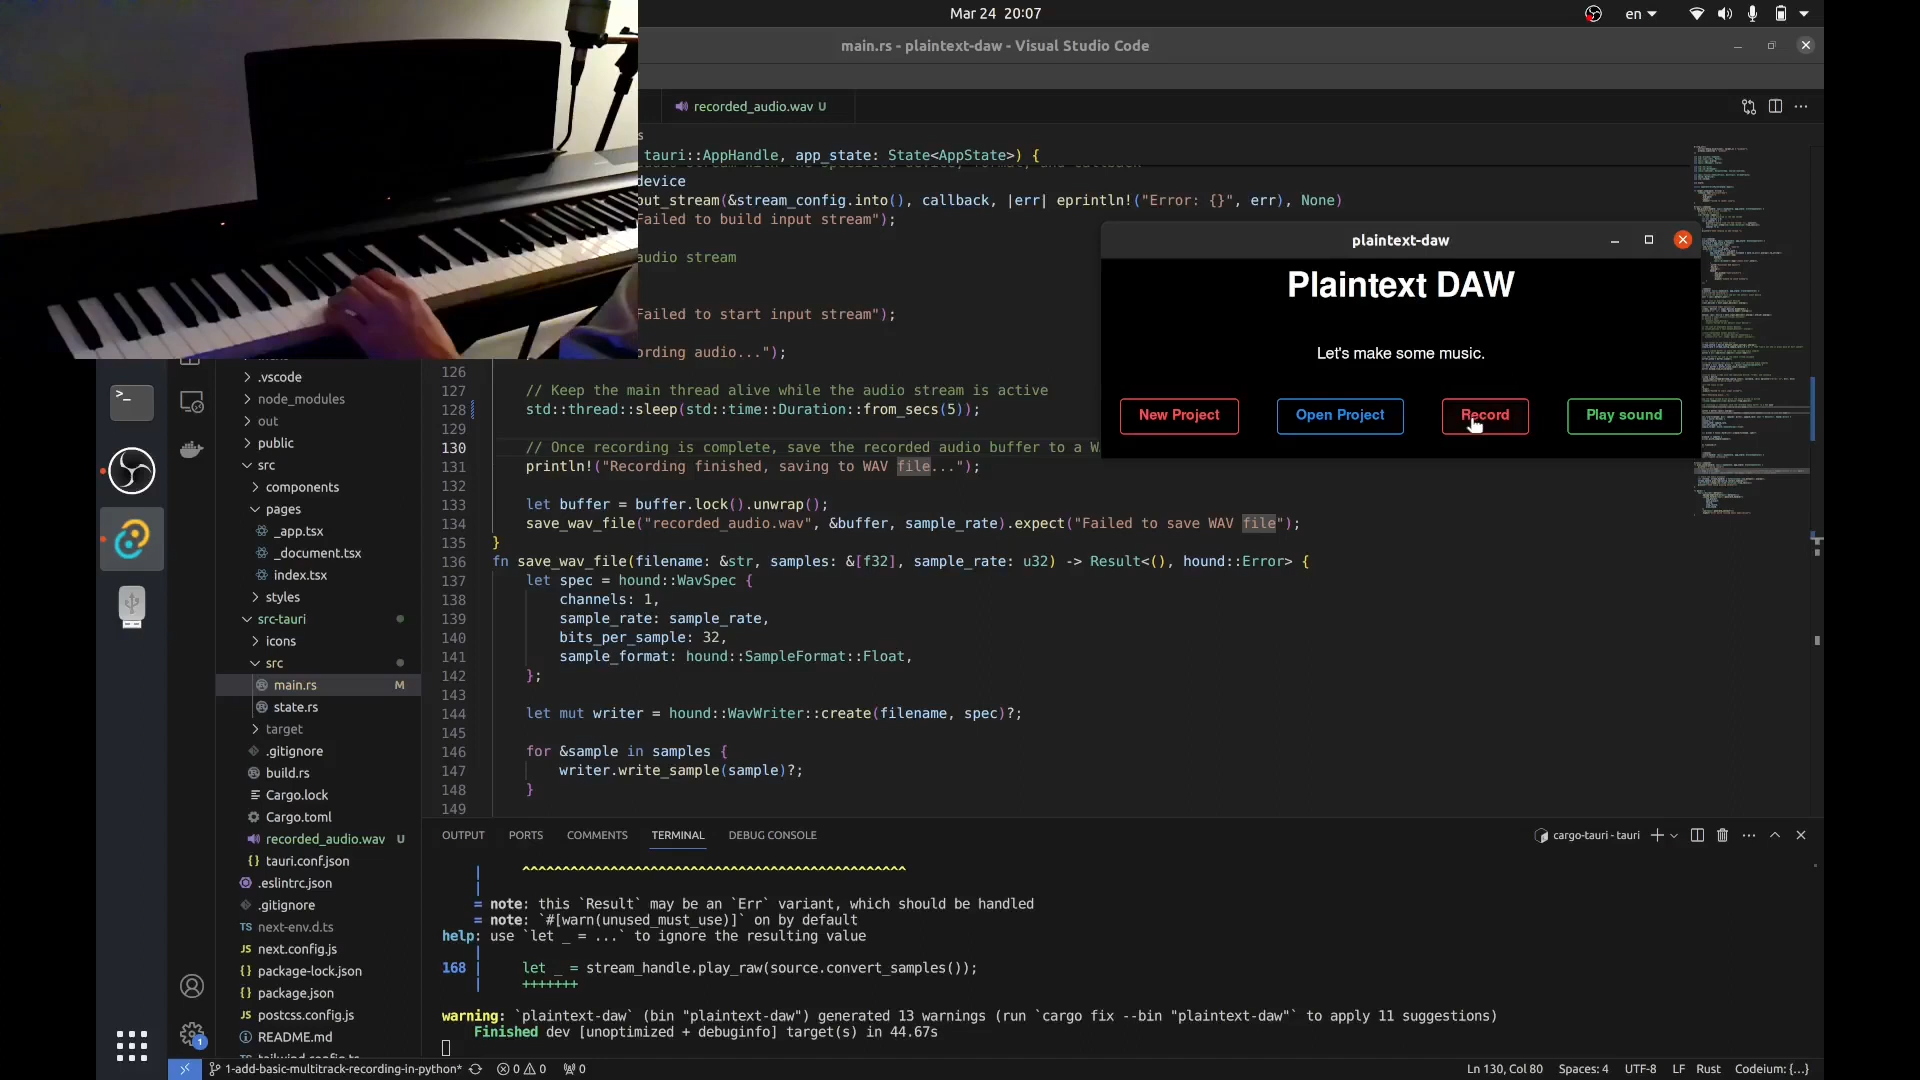 Mar 24 20:07
en
main.rs - plaintext-daw - Visual Studio Code
recorded_audio.wav U
s
tauri::AppHandle, app_state: State<AppState>) {
device
out_stream(&stream_config.into(), callback, |err| eprintln!("Error: {}", err), None)
Failed to build input stream");
audio stream
Failed to start input stream");
ording audio...");
126
127 // Keep the main thread alive while the audio stream is active
128 std::thread::sleep(std::time::Duration::from_secs(5));
129
130 // Once recording is complete, save the recorded audio buffer to a W
131 println!("Recording finished, saving to WAV file...");
132
133 let buffer = buffer.lock().unwrap();
134 save_wav_file("recorded_audio.wav", &buffer, sample_rate).expect("Failed to save WAV file");
135 }
136 fn save_wav_file(filename: &str, samples: &[f32], sample_rate: u32) -> Result<(), hound::Error> {
137 let spec = hound::WavSpec {
138 channels: 1,
139 sample_rate: sample_rate,
140 bits_per_sample: 32,
141 sample_format: hound::SampleFormat::Float,
142 };
143
144 let mut writer = hound::WavWriter::create(filename, spec)?;
145
146 for &sample in samples {
147 writer.write_sample(sample)?;
148 }
149
plaintext-daw
Plaintext DAW
Let's make some music.
New Project
Open Project
Record
Play sound
.vscode
node_modules
out
public
src
components
pages
_app.tsx
_document.tsx
index.tsx
styles
src-tauri
icons
src
main.rs M
state.rs
target
.gitignore
build.rs
Cargo.lock
Cargo.toml
recorded_audio.wav U
tauri.conf.json
.eslintrc.json
.gitignore
TS next-env.d.ts
JS next.config.js
package-lock.json
package.json
JS postcss.config.js
README.md
OUTPUT PORTS COMMENTS TERMINAL DEBUG CONSOLE
cargo-tauri - tauri
| ^^^^^^^^^^^^^^^^^^^^^^^^^^^^^^^^^^^^^^^^^^^^^^^^
|
= note: this `Result` may be an `Err` variant, which should be handled
= note: `#[warn(unused_must_use)]` on by default
help: use `let _ = ...` to ignore the resulting value
|
168 | let _ = stream_handle.play_raw(source.convert_samples());
| +++++++
warning: `plaintext-daw` (bin "plaintext-daw") generated 13 warnings (run `cargo fix --bin "plaintext-daw"` to apply 11 suggestions)
Finished dev [unoptimized + debuginfo] target(s) in 44.67s
1
1-add-basic-multitrack-recording-in-python*
0 0
0
Ln 130, Col 80 Spaces: 4 UTF-8 LF Rust Codeium: {...}